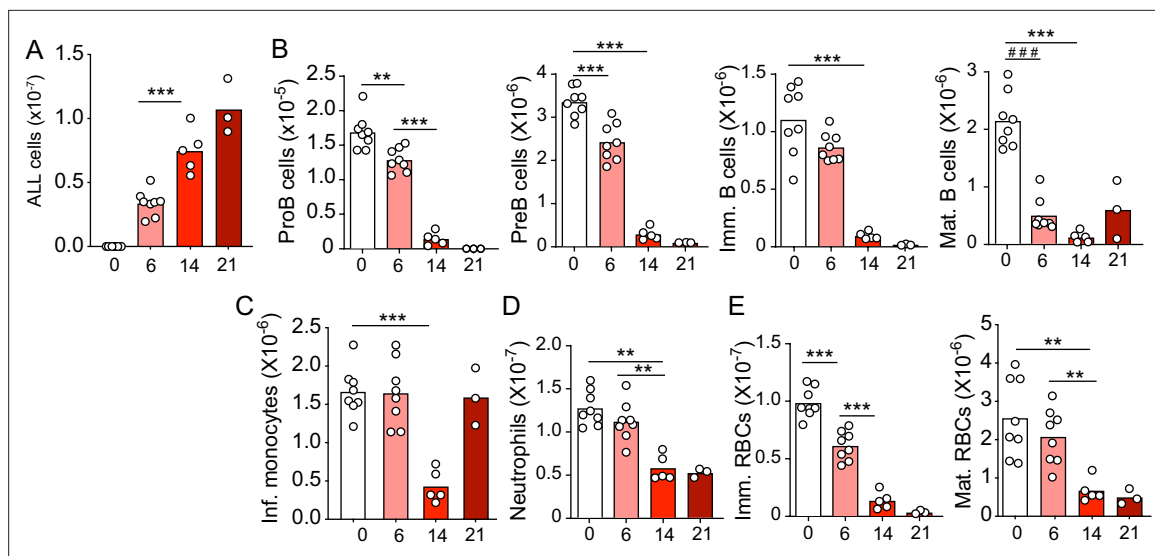 A
ALL cells (x10-7)
1.5
1.0
0.5
0.0
***
0 6 14 21
B
ProB cells (x10-5)
2.5
2.0
1.5
1.0
1.5
0
**
***
0 6 14 21
PreB cells (X10-6)
4
3
2
1
0
***
***
0 6 14 21
Imm. B cells (X10-6)
1.5
1.0
0.5
0
***
0 6 14 21
Mat. B cells (X10-6)
3
2
1
0
***
###
0 6 14 21
C
Inf. monocytes (X10-6)
2.5
2.0
1.5
1.0
0.5
0
***
0 6 14 21
D
Neutrophils (X10-7)
2.0
1.5
1.0
0.5
0
**
**
0 6 14 21
E
Imm. RBCs (X10-7)
1.5
1.0
0.5
0
***
***
0 6 14 21
Mat. RBCs (X10-6)
5
4
3
2
1
0
**
**
0 6 14 21